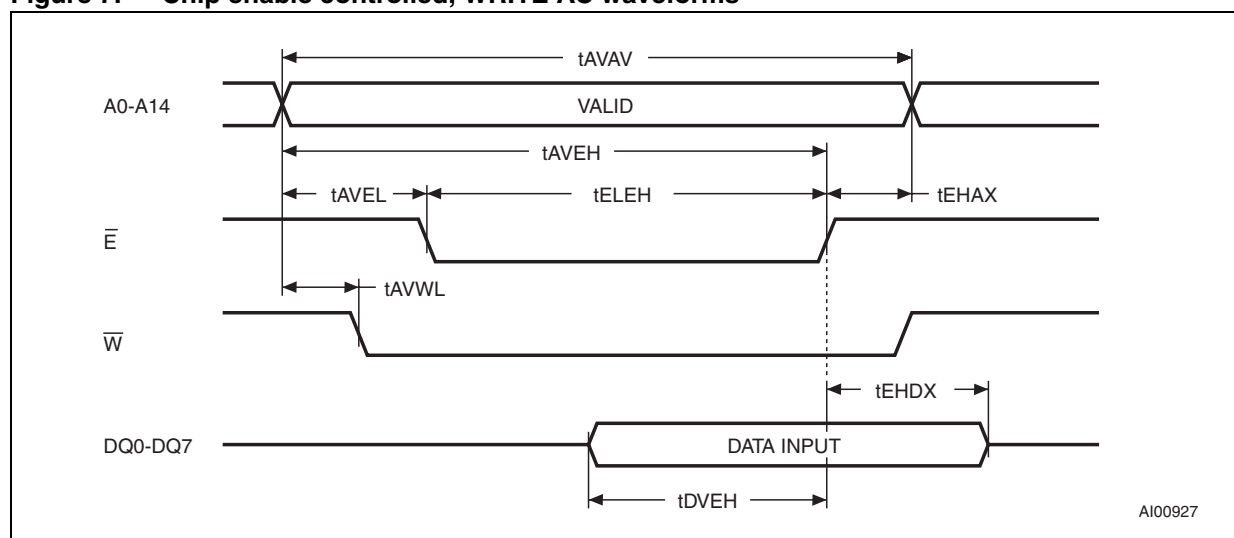 Figure 7. Chip enable controlled, WRITE AC waveforms
tAVAV
A0-A14
VALID
tAVEH
tAVEL
tELEH
tEHAX
E̅
tAVWL
W̅
tEHDX
DQ0-DQ7
DATA INPUT
tDVEH
AI00927